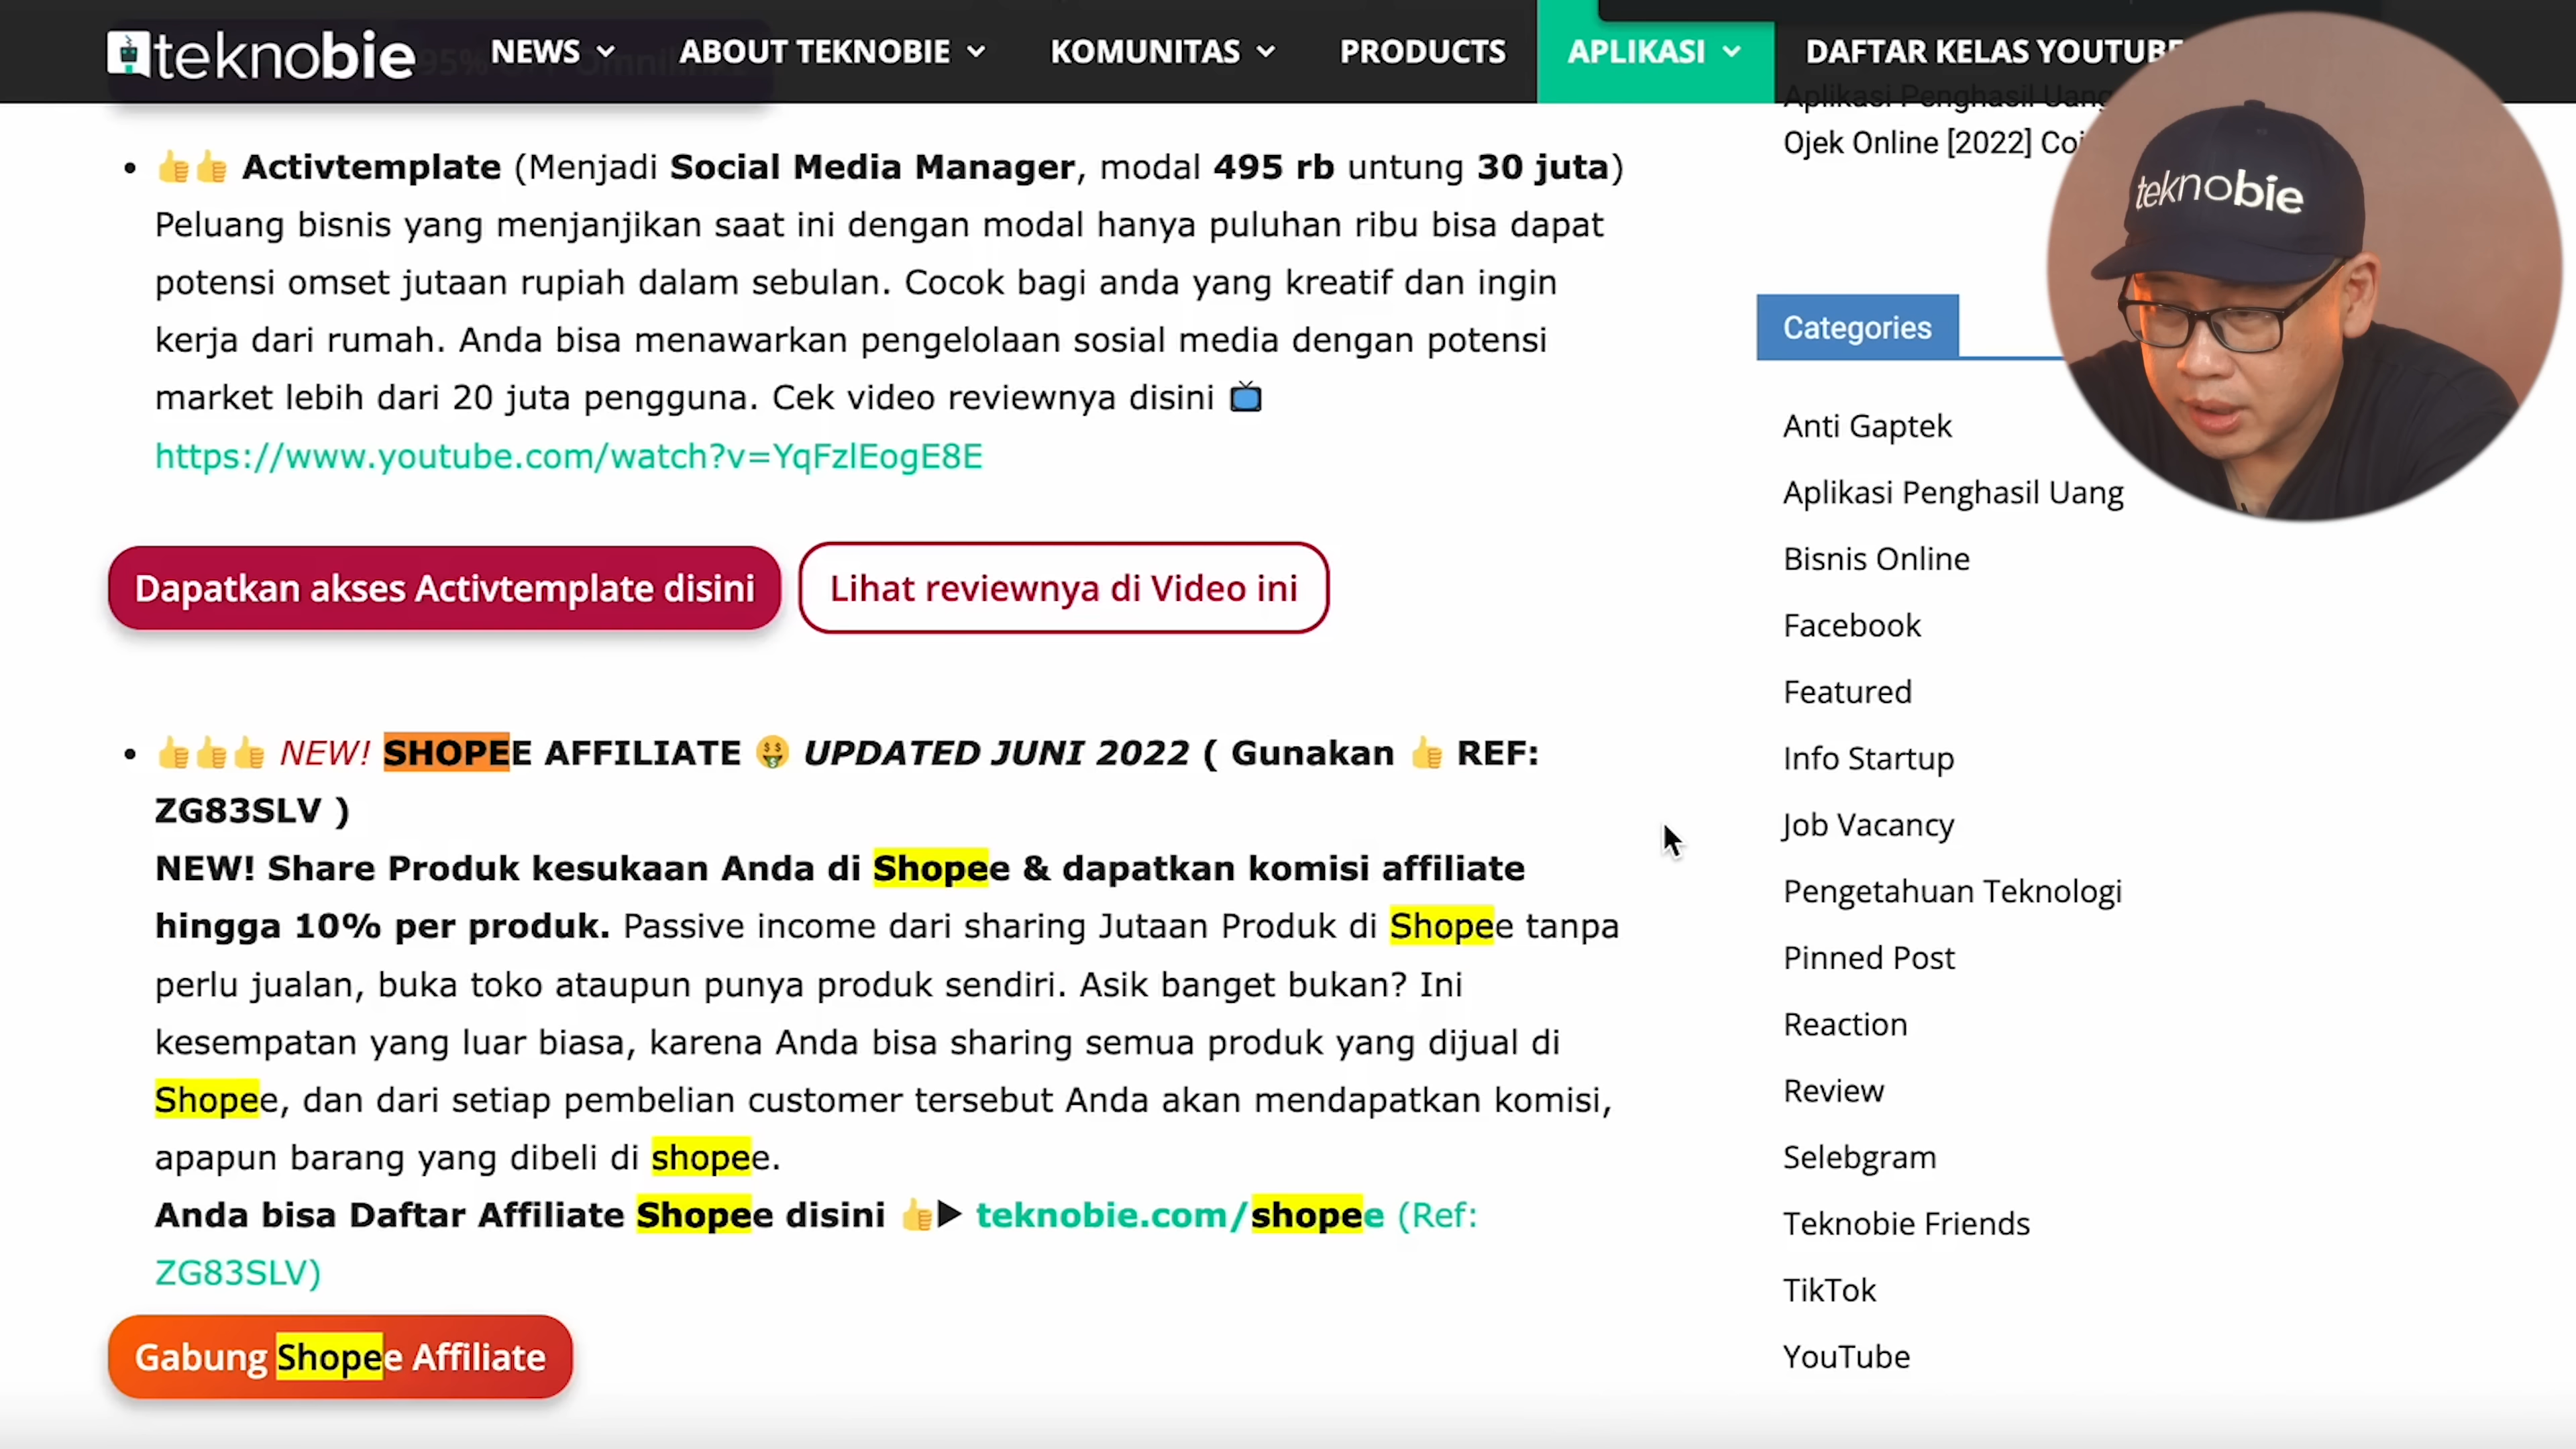 teknobie NEWS ABOUT TEKNOBIE KOMUNITAS PRODUCTS APLIKASI DAFTAR KELAS YOUTUBE
Activtemplate (Menjadi Social Media Manager, modal 495 rb untung 30 juta)
Peluang bisnis yang menjanjikan saat ini dengan modal hanya puluhan ribu bisa dapat
potensi omset jutaan rupiah dalam sebulan. Cocok bagi anda yang kreatif dan ingin
kerja dari rumah. Anda bisa menawarkan pengelolaan sosial media dengan potensi
market lebih dari 20 juta pengguna. Cek video reviewnya disini
https://www.youtube.com/watch?v=YqFzlEogE8E
Dapatkan akses Activtemplate disini
Lihat reviewnya di Video ini
NEW! SHOPEE AFFILIATE UPDATED JUNI 2022 ( Gunakan REF:
ZG83SLV )
NEW! Share Produk kesukaan Anda di Shopee & dapatkan komisi affiliate
hingga 10% per produk. Passive income dari sharing Jutaan Produk di Shopee tanpa
perlu jualan, buka toko ataupun punya produk sendiri. Asik banget bukan? Ini
kesempatan yang luar biasa, karena Anda bisa sharing semua produk yang dijual di
Shopee, dan dari setiap pembelian customer tersebut Anda akan mendapatkan komisi,
apapun barang yang dibeli di shopee.
Anda bisa Daftar Affiliate Shopee disini teknobie.com/shopee (Ref:
ZG83SLV)
Gabung Shopee Affiliate
Aplikasi Penghasil Uang
Ojek Online [2022]
teknobie
Categories
Anti Gaptek
Aplikasi Penghasil Uang
Bisnis Online
Facebook
Featured
Info Startup
Job Vacancy
Pengetahuan Teknologi
Pinned Post
Reaction
Review
Selebgram
Teknobie Friends
TikTok
YouTube